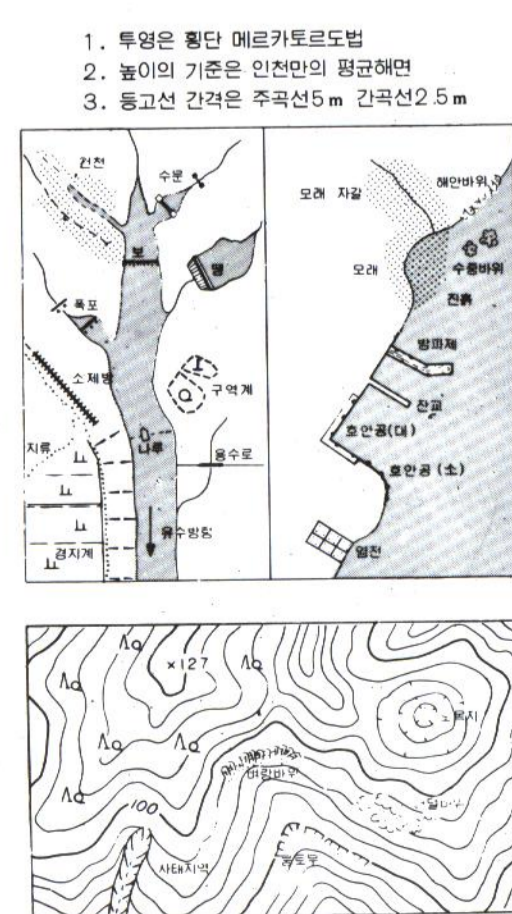 1. 투영은 횡단 메르카토르도법
2. 높이의 기준은 인천만의 평균해면
3. 등고선 간격은 주곡선5m 간곡선2.5m
건천
수문
보
댐
폭포
소제방
구역계
나루
용수로
지류
유수방향
경지계
모래 자갈
해안바위
모래
수중바위
진흙
방파제
잔교
호안공(대)
호안공(소)
염전
×127
100
벼랑바위
사태지역